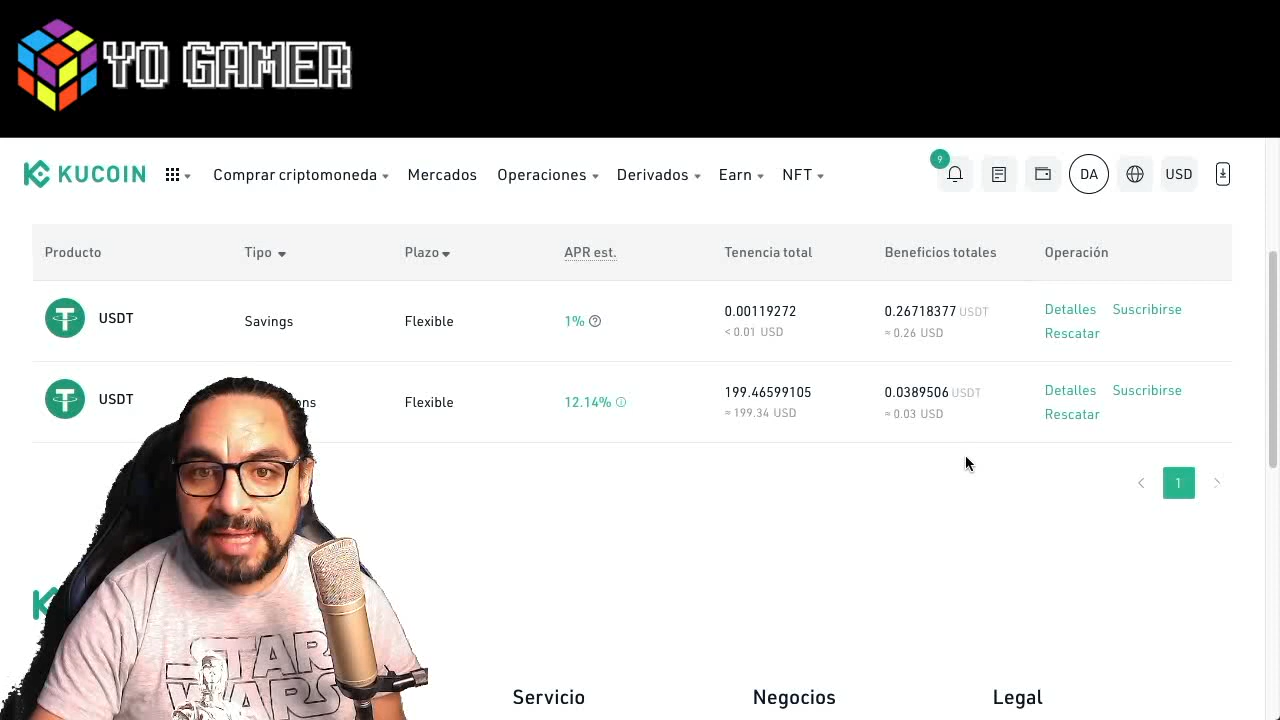 YO GAMER
KUCOIN
Comprar criptomoneda
Mercados
Operaciones
Derivados
Earn
NFT
9
DA
USD
Producto
Tipo
Plazo
APR est.
Tenencia total
Beneficios totales
Operación
USDT
Savings
Flexible
1%
0.00119272
< 0.01 USD
0.26718377 USDT
≈ 0.26 USD
Detalles
Suscribirse
Rescatar
USDT
Flexible
12.14%
199.46599105
≈ 199.34 USD
0.0389506 USDT
≈ 0.03 USD
Detalles
Suscribirse
Rescatar
1
STAR
WARS
Servicio
Negocios
Legal